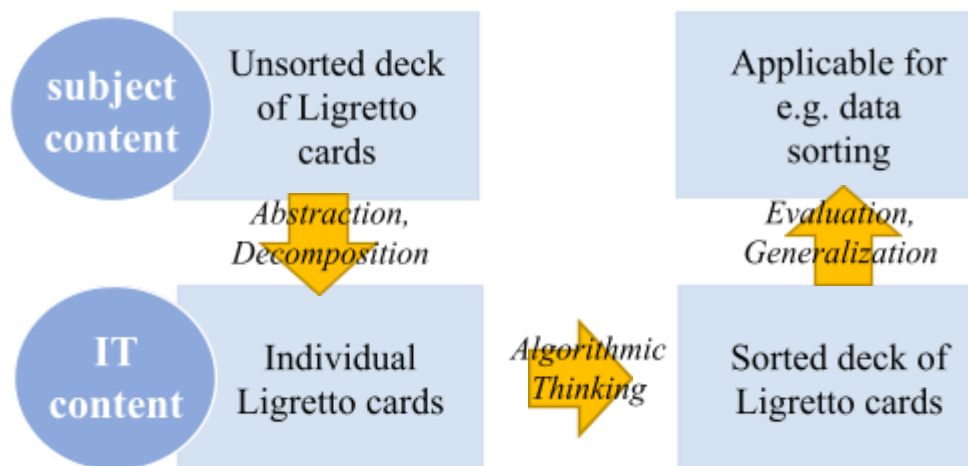 subject
content
Unsorted deck
of Ligretto
cards
Applicable for
e.g. data
sorting
Abstraction,
Decomposition
Evaluation,
Generalization
IT
content
Individual
Ligretto cards
Algorithmic
Thinking
Sorted deck of
Ligretto cards